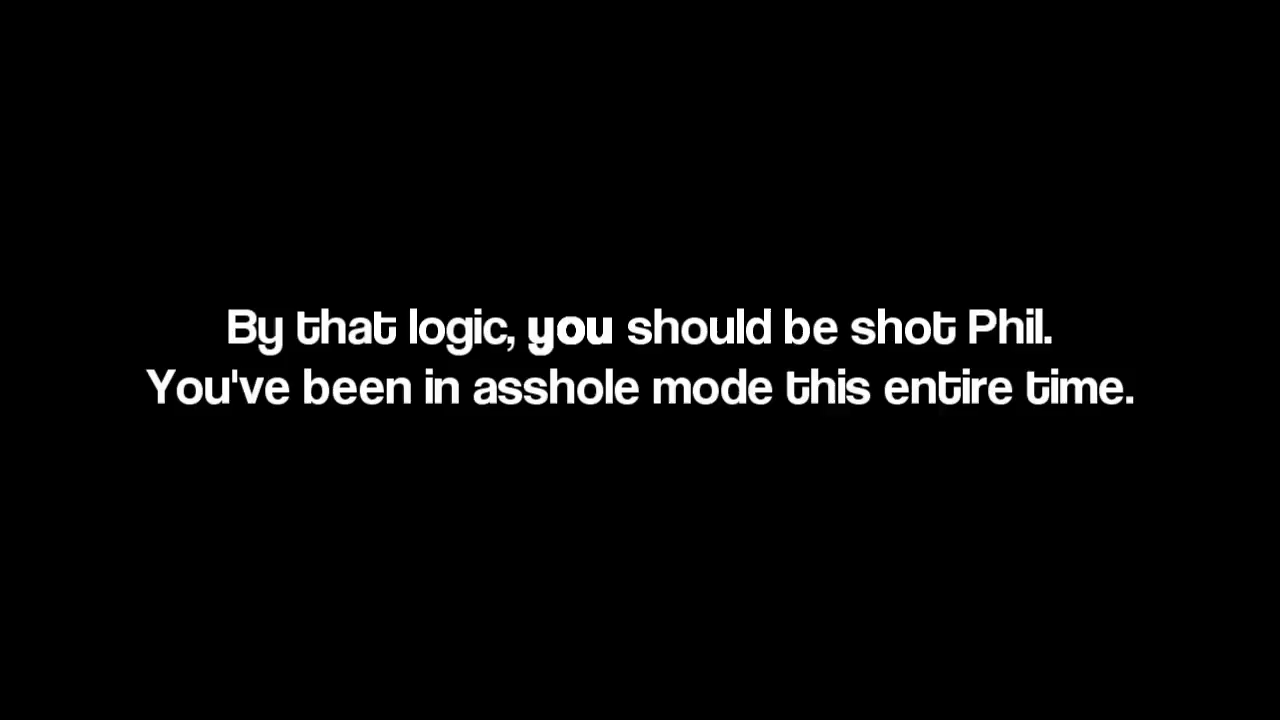 By that logic, you should be shot Phil.
You've been in asshole mode this entire time.